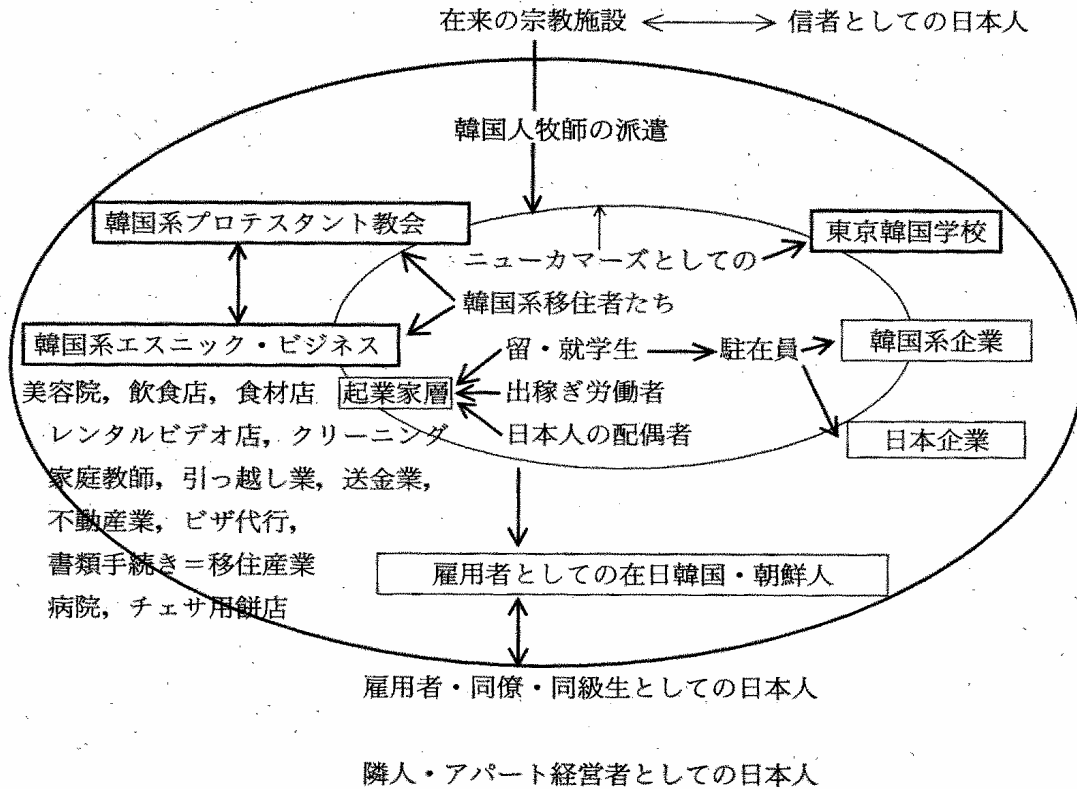 在来の宗教施設 ←→ 信者としての日本人
韓国人牧師の派遣
韓国系プロテスタント教会
東京韓国学校
ニューカマーズとしての
韓国系移住者たち
韓国系エスニック・ビジネス
留・就学生
駐在員
韓国系企業
美容院，飲食店，食材店
起業家層
出稼ぎ労働者
レンタルビデオ店，クリーニング
日本人の配偶者
日本企業
家庭教師，引っ越し業，送金業，
不動産業，ビザ代行，
書類手続き＝移住産業
雇用者としての在日韓国・朝鮮人
病院，チェサ用餅店
雇用者・同僚・同級生としての日本人
隣人・アパート経営者としての日本人